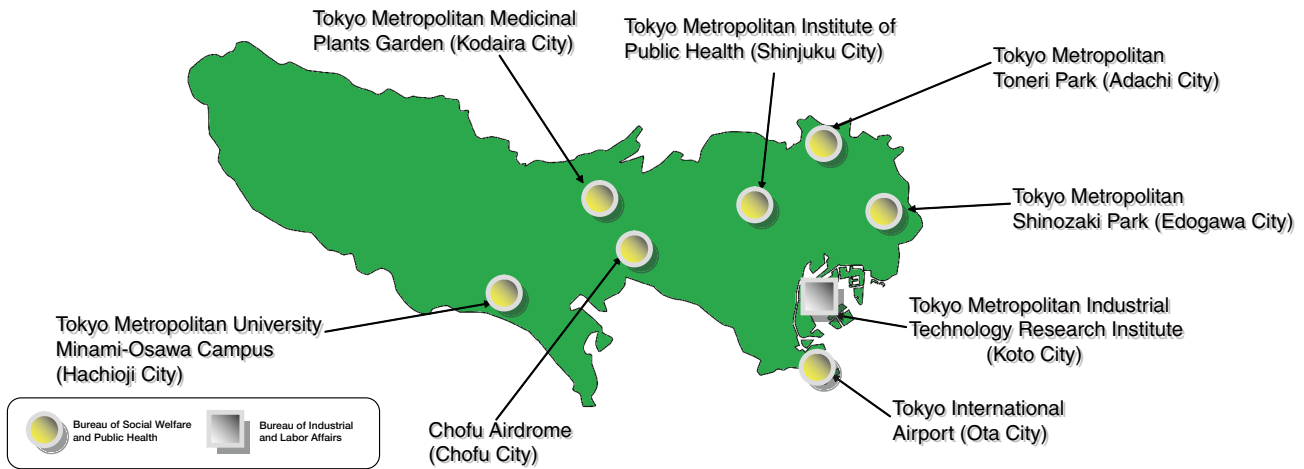 Tokyo Metropolitan Medicinal
Plants Garden (Kodaira City)
Tokyo Metropolitan Institute of
Public Health (Shinjuku City)
Tokyo Metropolitan
Toneri Park (Adachi City)
Tokyo Metropolitan
Shinozaki Park (Edogawa City)
Tokyo Metropolitan Industrial
Technology Research Institute
(Koto City)
Tokyo Metropolitan University
Minami-Osawa Campus
(Hachioji City)
Chofu Airdrome
(Chofu City)
Tokyo International
Airport (Ota City)
Bureau of Social Welfare
and Public Health
Bureau of Industrial
and Labor Affairs